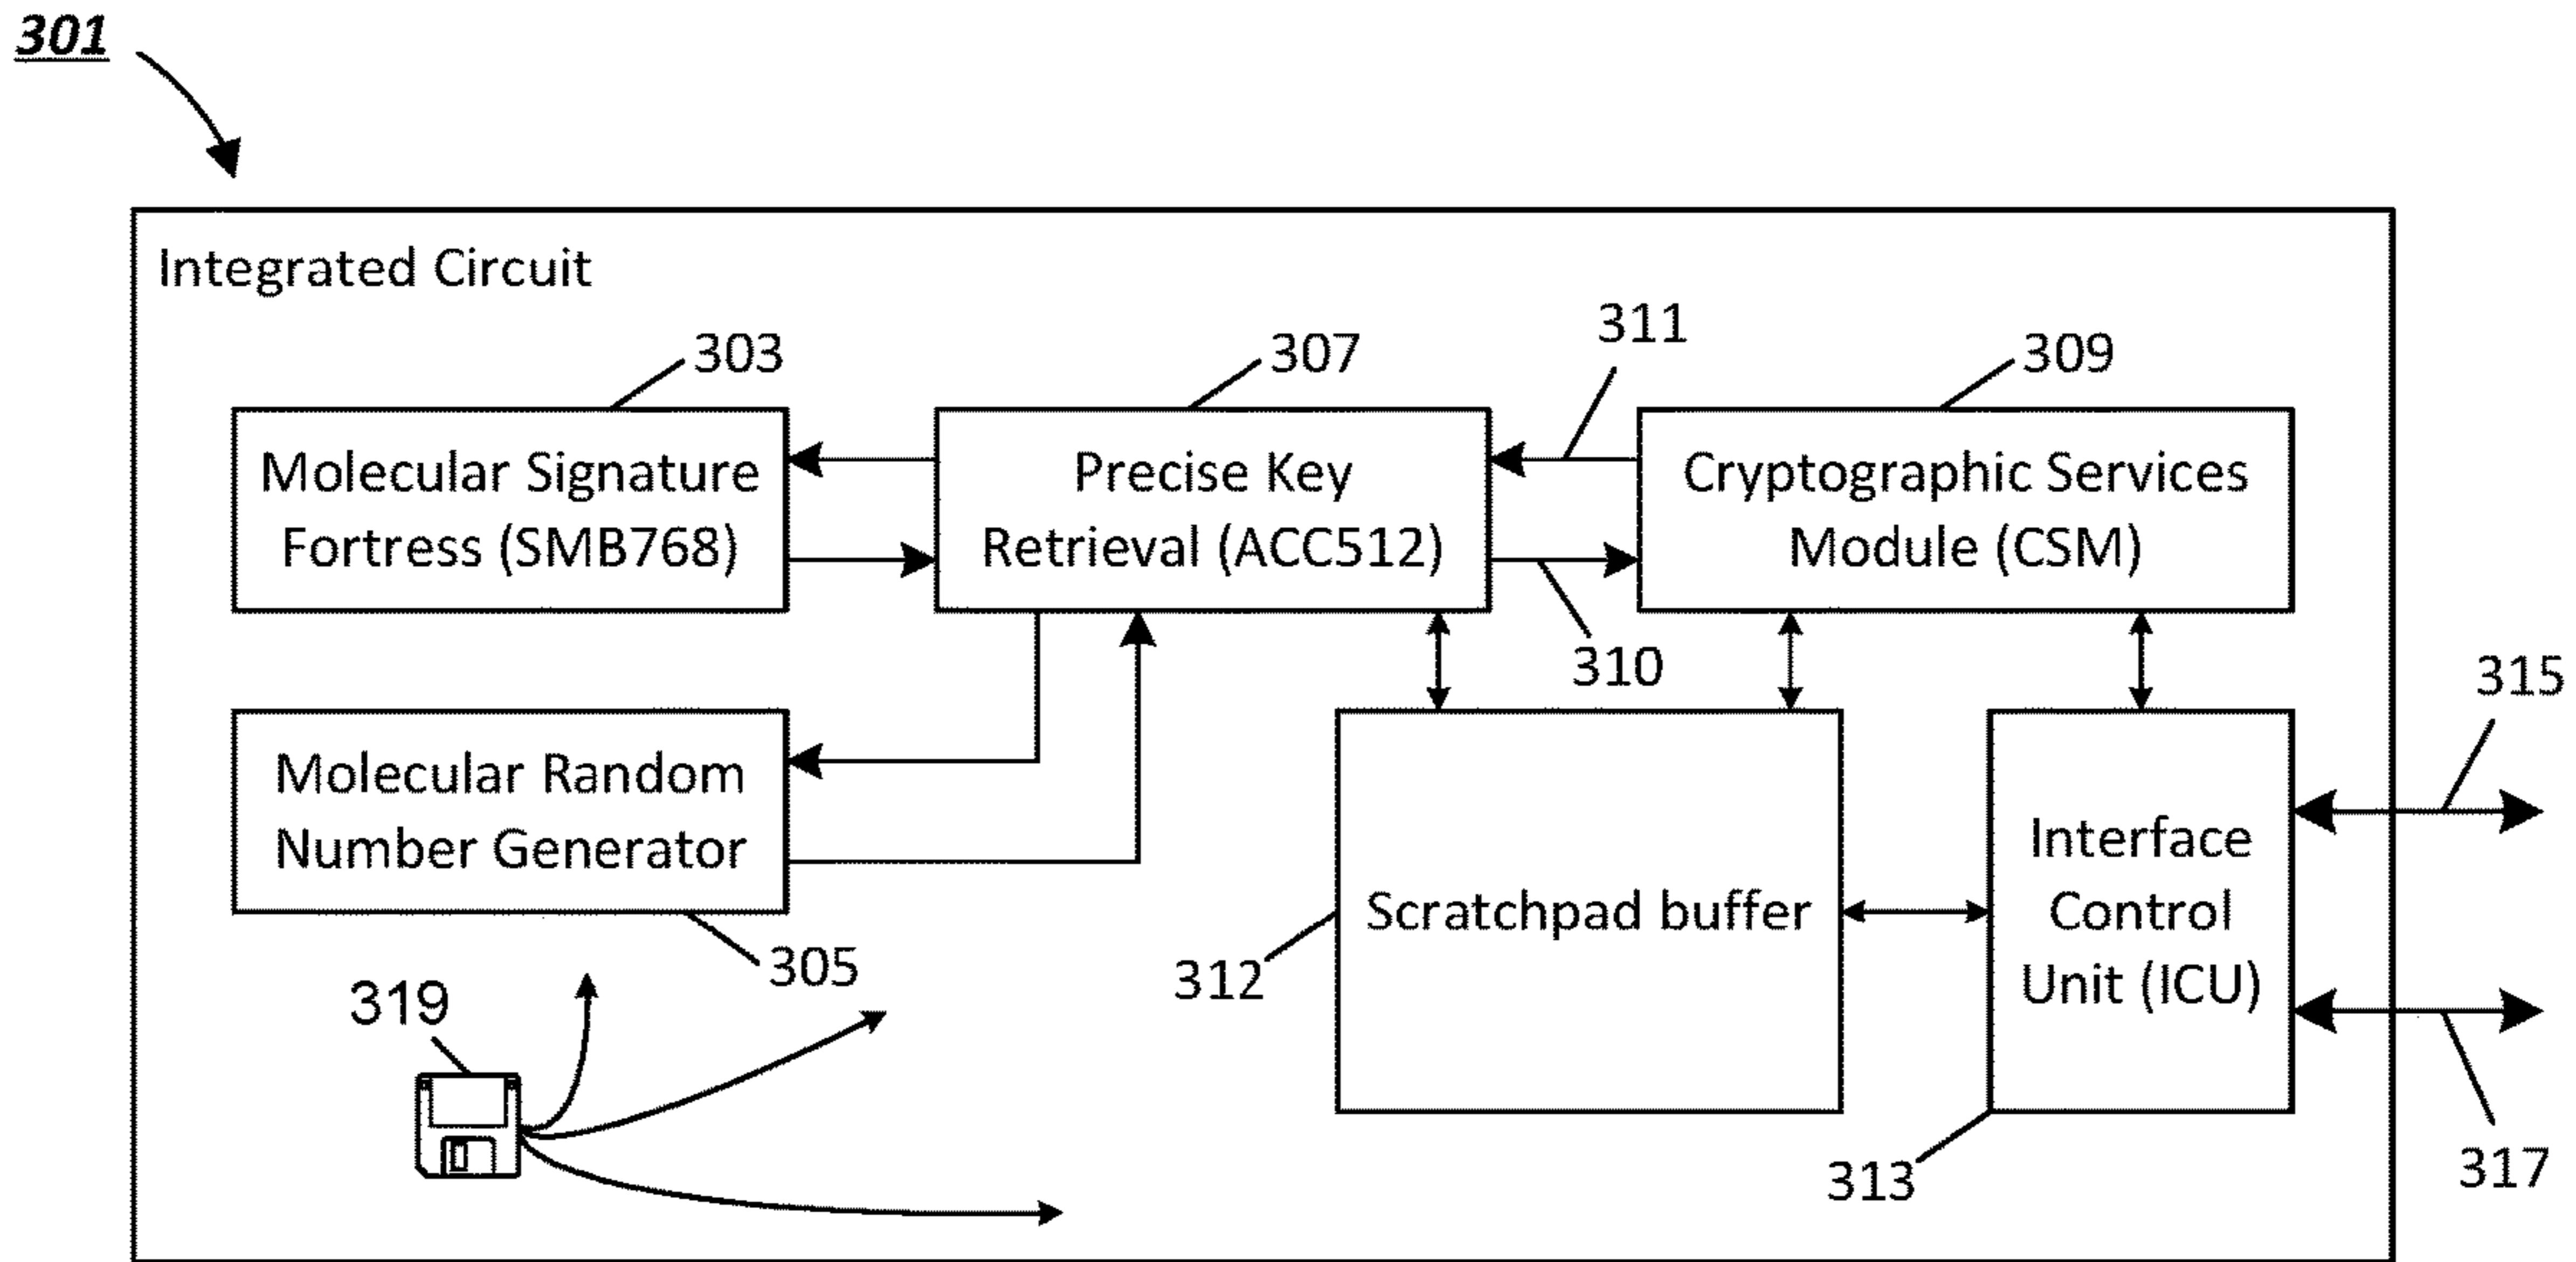 301
Integrated Circuit
303
307
311
309
Molecular Signature
Fortress (SMB768)
Precise Key
Retrieval (ACC512)
Cryptographic Services
Module (CSM)
310
315
Molecular Random
Number Generator
Scratchpad buffer
Interface
Control
Unit (ICU)
305
312
319
313
317